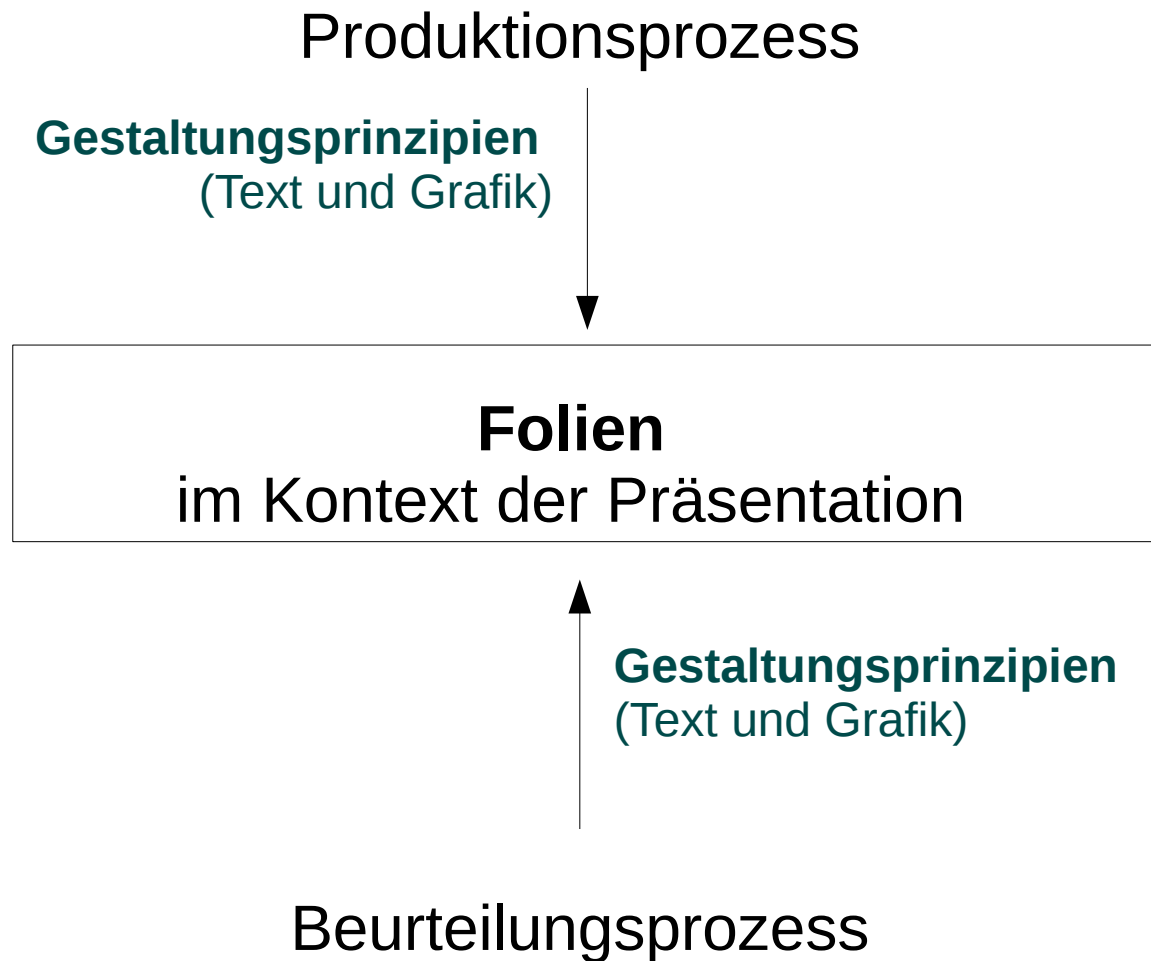 Produktionsprozess
Gestaltungsprinzipien
(Text und Grafik)
Folien
im Kontext der Präsentation
Gestaltungsprinzipien
(Text und Grafik)
Beurteilungsprozess